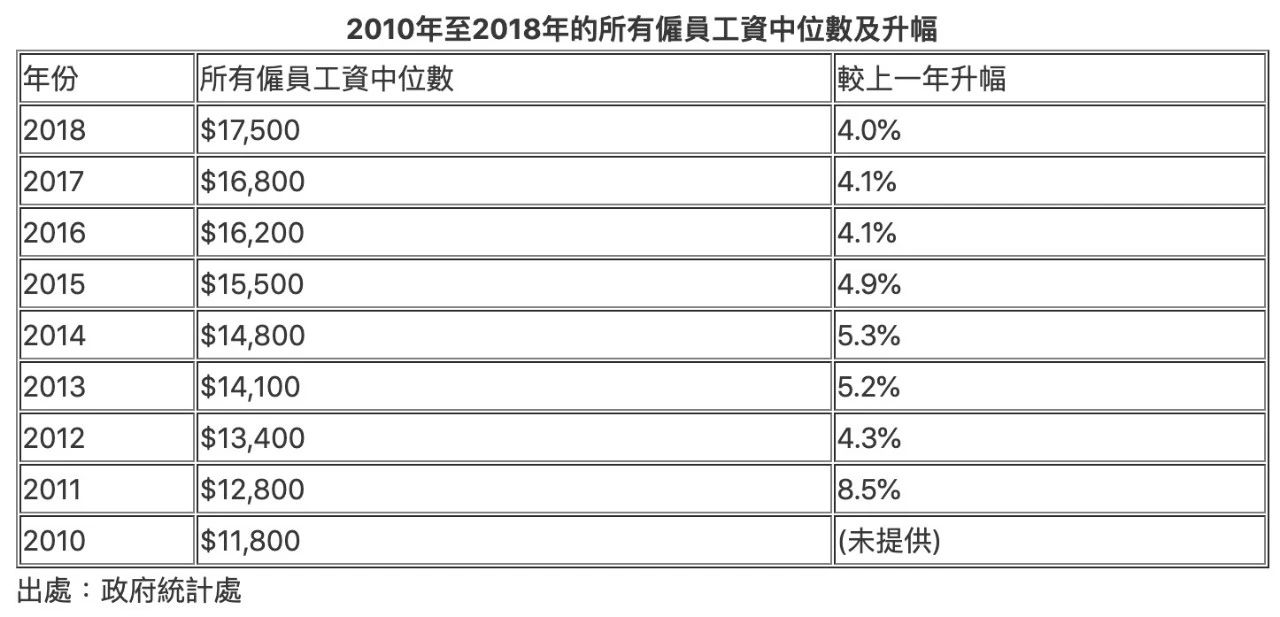 2010年至2018年的所有僱員工資中位數及升幅
年份 所有僱員工資中位數 較上一年升幅
2018 $17,500 4.0%
2017 $16,800 4.1%
2016 $16,200 4.1%
2015 $15,500 4.9%
2014 $14,800 5.3%
2013 $14,100 5.2%
2012 $13,400 4.3%
2011 $12,800 8.5%
2010 $11,800 (未提供)
出處：政府統計處